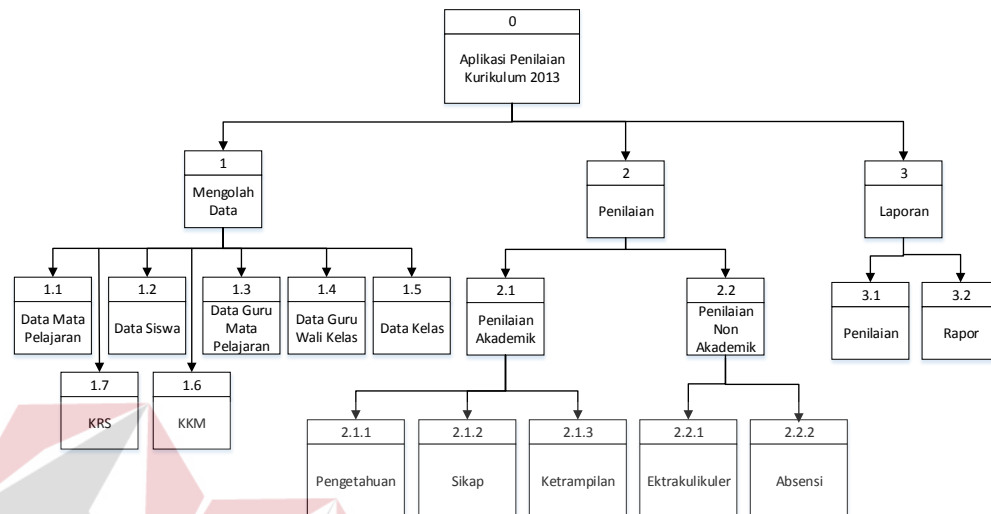 0
Aplikasi Penilaian
Kurikulum 2013
1
Mengolah
Data
2
Penilaian
3
Laporan
1.1
Data Mata
Pelajaran
1.2
Data Siswa
1.3
Data Guru
Mata
Pelajaran
1.4
Data Guru
Wali Kelas
1.5
Data Kelas
2.1
Penilaian
Akademik
2.2
Penilaian
Non
Akademik
3.1
Penilaian
3.2
Rapor
1.7
KRS
1.6
KKM
2.1.1
Pengetahuan
2.1.2
Sikap
2.1.3
Ketrampilan
2.2.1
Ektrakulikuler
2.2.2
Absensi